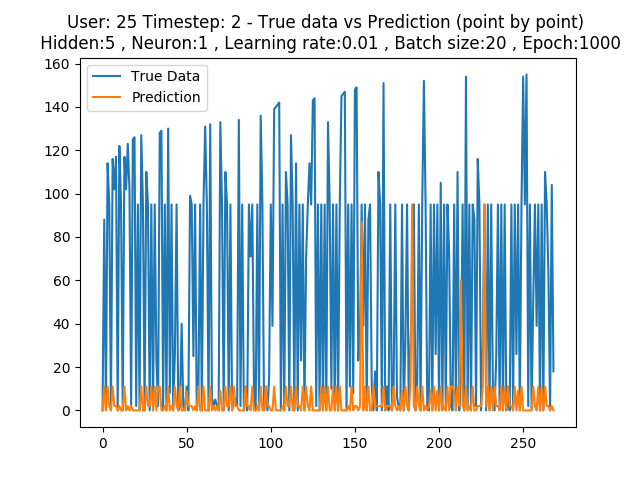 User: 25 Timestep: 2 - True data vs Prediction (point by point)
Hidden:5 , Neuron:1 , Learning rate:0.01 , Batch size:20 , Epoch:1000
True Data
Prediction
160
140
120
100
80
60
40
20
0
0 50 100 150 200 250